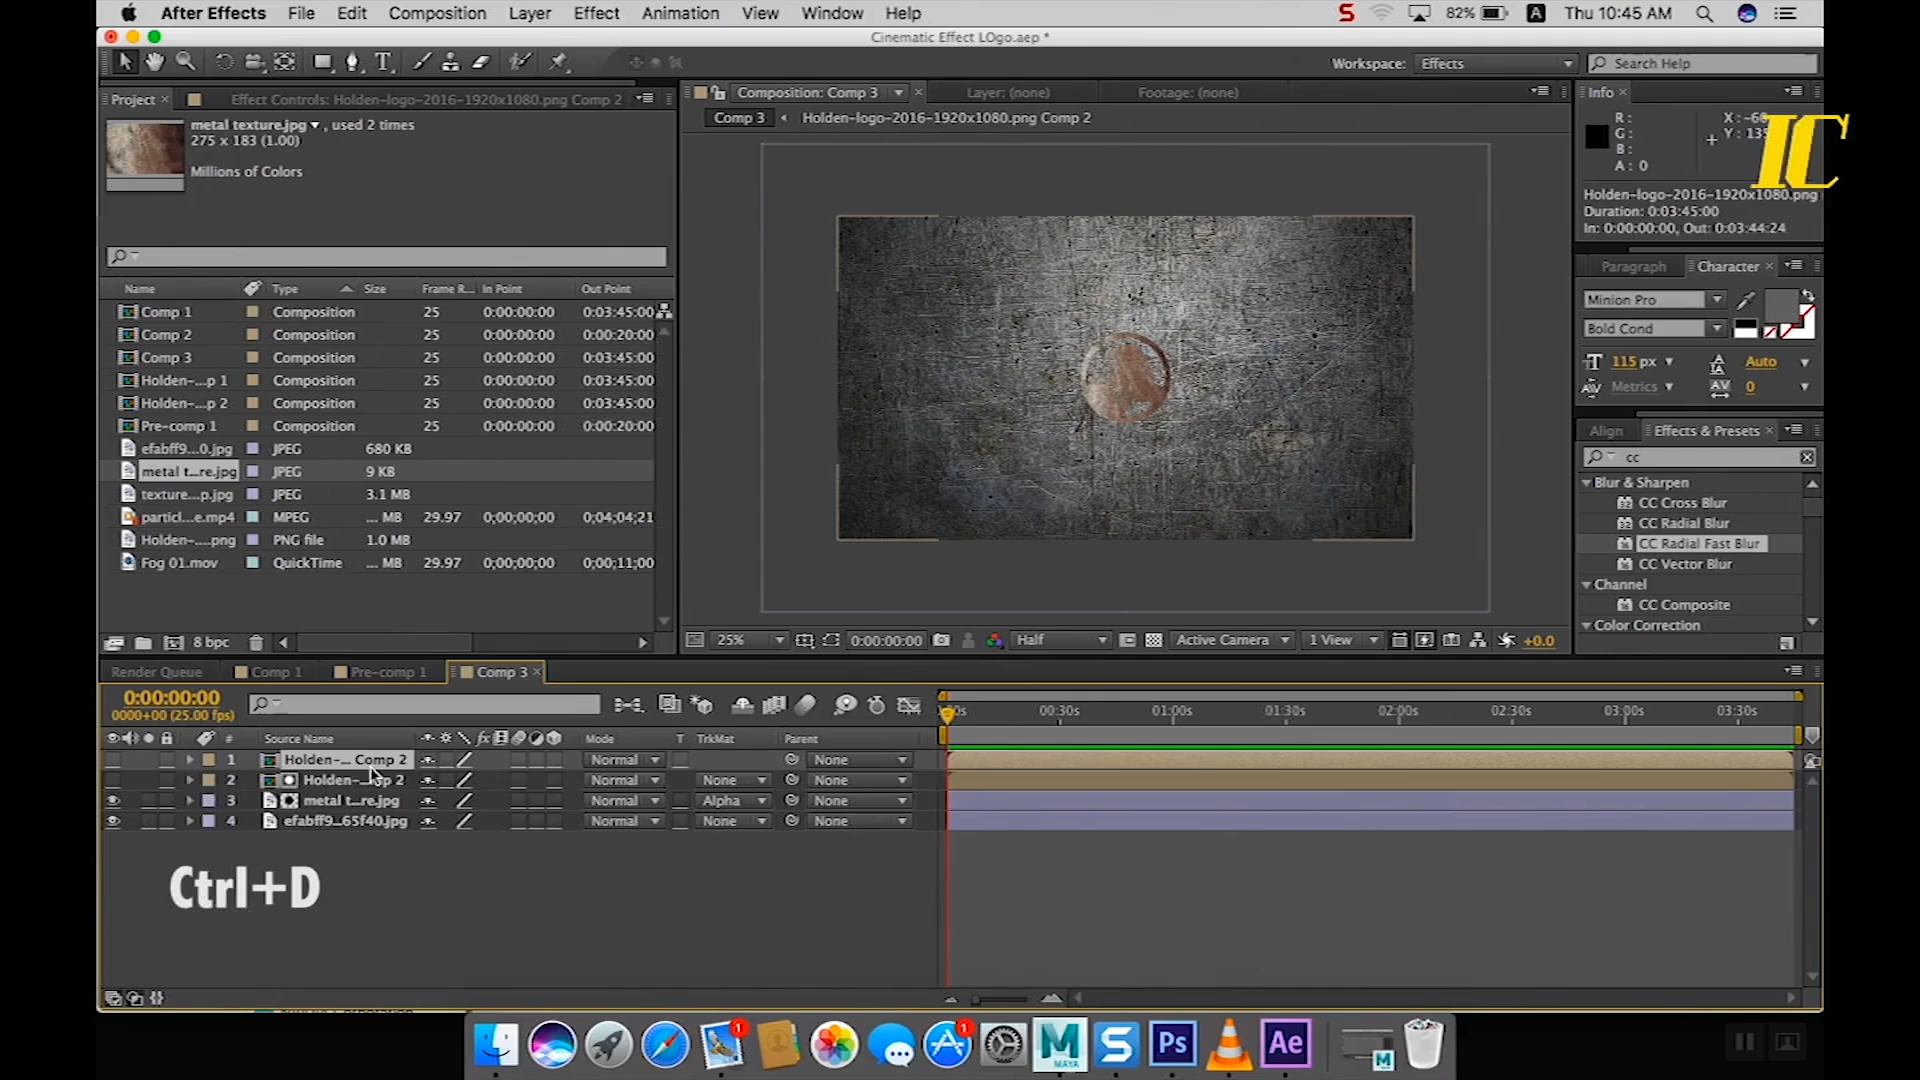 After Effects File Edit Composition Layer Effect Animation View Window Help
82% A Thu 10:45 AM
Cinematic Effect LOgo.aep *
Workspace: Effects Search Help
Project × Effect Controls: Holden-logo-2016-1920x1080.png Comp 2
metal texture.jpg , used 2 times
275 x 183 (1.00)
Millions of Colors
Name Type Size Frame R... In Point Out Point
Comp 1 Composition 25 0:00:00:00 0:03:45:00
Comp 2 Composition 25 0:00:00:00 0:00:20:00
Comp 3 Composition 25 0:00:00:00 0:03:45:00
Holden-...p 1 Composition 25 0:00:00:00 0:03:45:00
Holden-...p 2 Composition 25 0:00:00:00 0:03:45:00
Pre-comp 1 Composition 25 0:00:00:00 0:00:20:00
efabff9...0.jpg JPEG 680 KB
metal t...re.jpg JPEG 9 KB
texture...p.jpg JPEG 3.1 MB
particl...e.mp4 MPEG ... MB 29.97 0;00;00;00 0;04;04;21
Holden-....png PNG file 1.0 MB
Fog 01.mov QuickTime ... MB 29.97 0;00;00;00 0;00;11;00
8 bpc
Composition: Comp 3 Layer: (none) Footage: (none)
Comp 3 Holden-logo-2016-1920x1080.png Comp 2
25% 0:00:00:00 Half Active Camera 1 View +0.0
Info ×
R: X: -6
G: Y: 13
B:
A: 0
IC
Holden-logo-2016-1920x1080.png
Duration: 0:03:45:00
In: 0:00:00:00, Out: 0:03:44:24
Paragraph Character ×
Minion Pro
Bold Cond
115 px Auto
Metrics 0
Align Effects & Presets ×
cc
Blur & Sharpen
CC Cross Blur
CC Radial Blur
CC Radial Fast Blur
CC Vector Blur
Channel
CC Composite
Color Correction
Render Queue Comp 1 Pre-comp 1 Comp 3 ×
0:00:00:00
0000+00 (25.00 fps)
00:30s 01:00s 01:30s 02:00s 02:30s 03:00s 03:30s
# Source Name Mode T TrkMat Parent
1 Holden-... Comp 2 Normal None
2 Holden-...p 2 Normal None None
3 metal t...re.jpg Normal Alpha None
4 efabff9...65f40.jpg Normal None None
Ctrl+D
1 1 M MAYA S Ps Ae